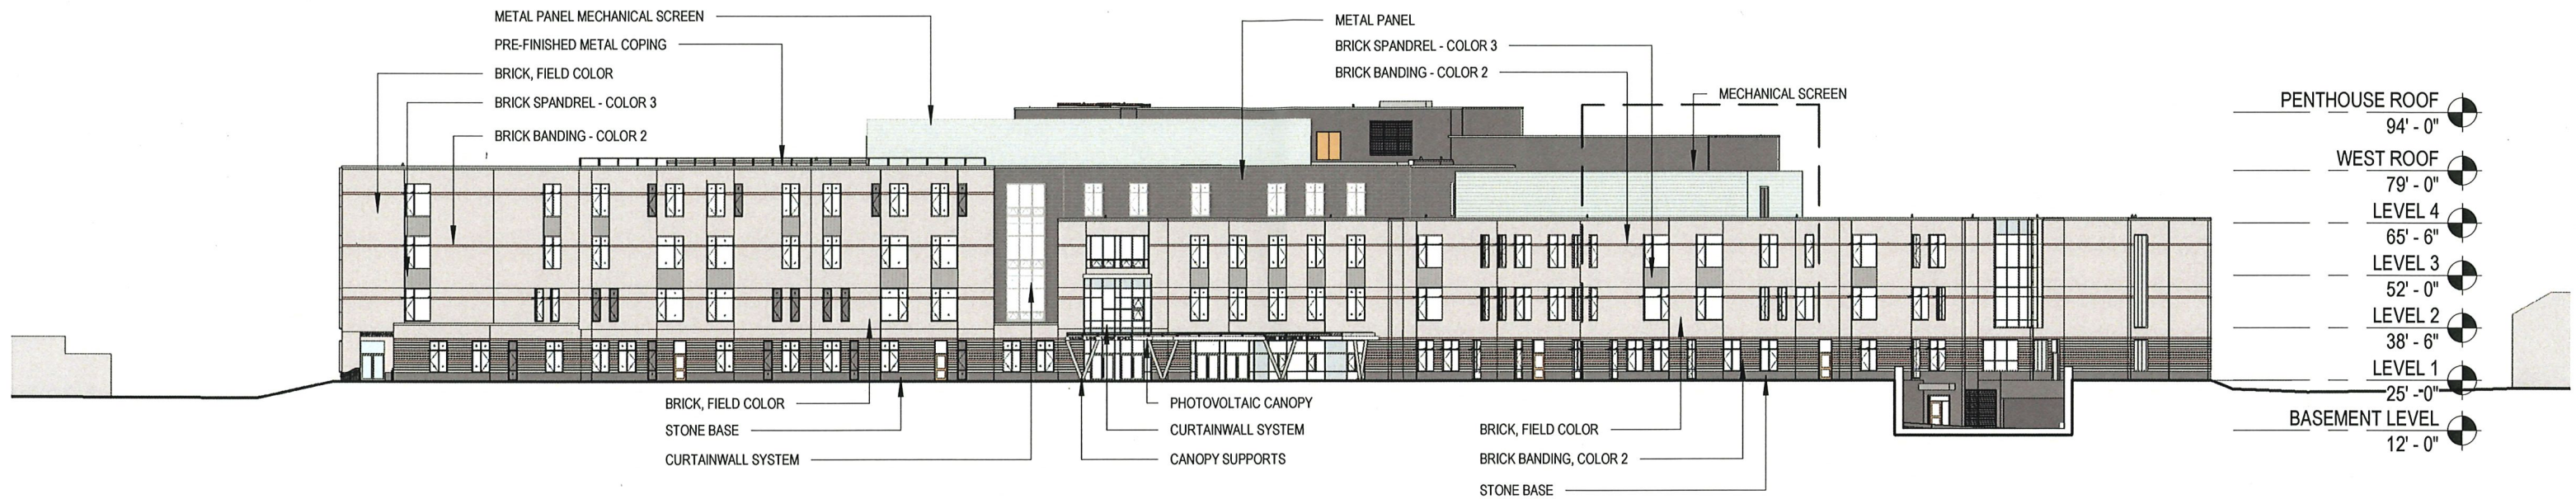 METAL PANEL MECHANICAL SCREEN
PRE-FINISHED METAL COPING
BRICK, FIELD COLOR
BRICK SPANDREL - COLOR 3
BRICK BANDING - COLOR 2
METAL PANEL
BRICK SPANDREL - COLOR 3
BRICK BANDING - COLOR 2
MECHANICAL SCREEN
PENTHOUSE ROOF
94' - 0"
WEST ROOF
79' - 0"
LEVEL 4
65' - 6"
LEVEL 3
52' - 0"
LEVEL 2
38' - 6"
LEVEL 1
25' - 0"
BASEMENT LEVEL
12' - 0"
BRICK, FIELD COLOR
STONE BASE
CURTAINWALL SYSTEM
PHOTOVOLTAIC CANOPY
CURTAINWALL SYSTEM
CANOPY SUPPORTS
BRICK, FIELD COLOR
BRICK BANDING, COLOR 2
STONE BASE